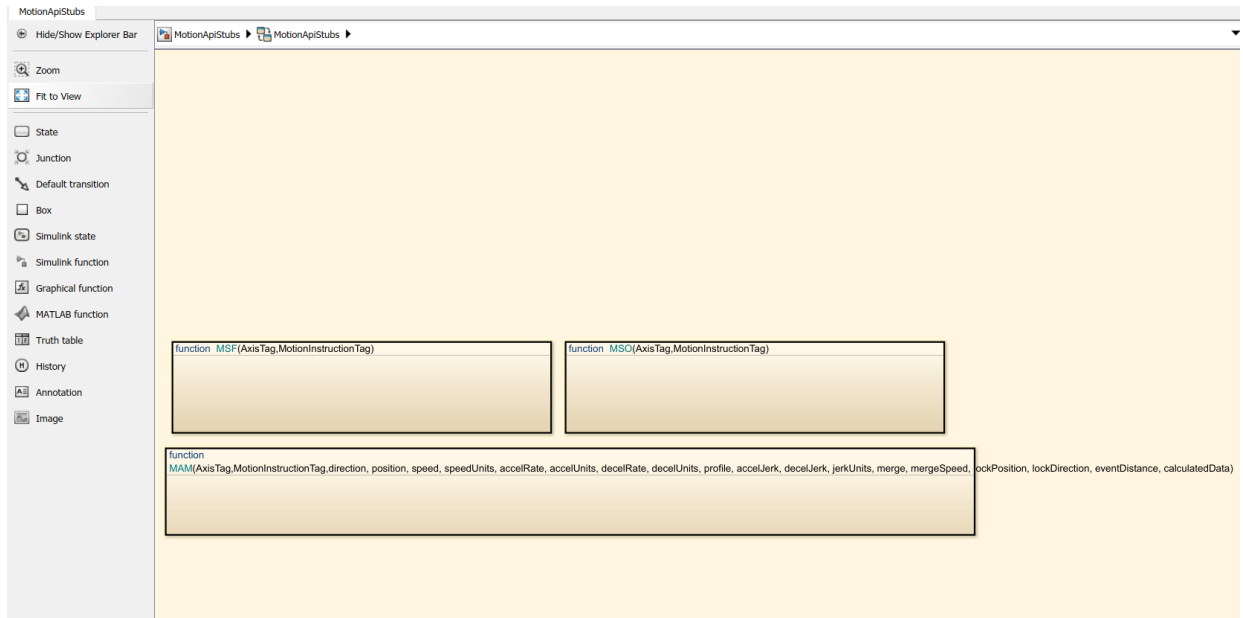 MotionApiStubs
Hide/Show Explorer Bar
MotionApiStubs MotionApiStubs
Zoom
Fit to View
State
Junction
Default transition
Box
Simulink state
Simulink function
Graphical function
MATLAB function
Truth table
History
Annotation
Image
function MSF(AxisTag,MotionInstructionTag)
function MSO(AxisTag,MotionInstructionTag)
function
MAM(AxisTag,MotionInstructionTag,direction, position, speed, speedUnits, accelRate, accelUnits, decelRate, decelUnits, profile, accelJerk, decelJerk, jerkUnits, merge, mergeSpeed, lockPosition, lockDirection, eventDistance, calculatedData)